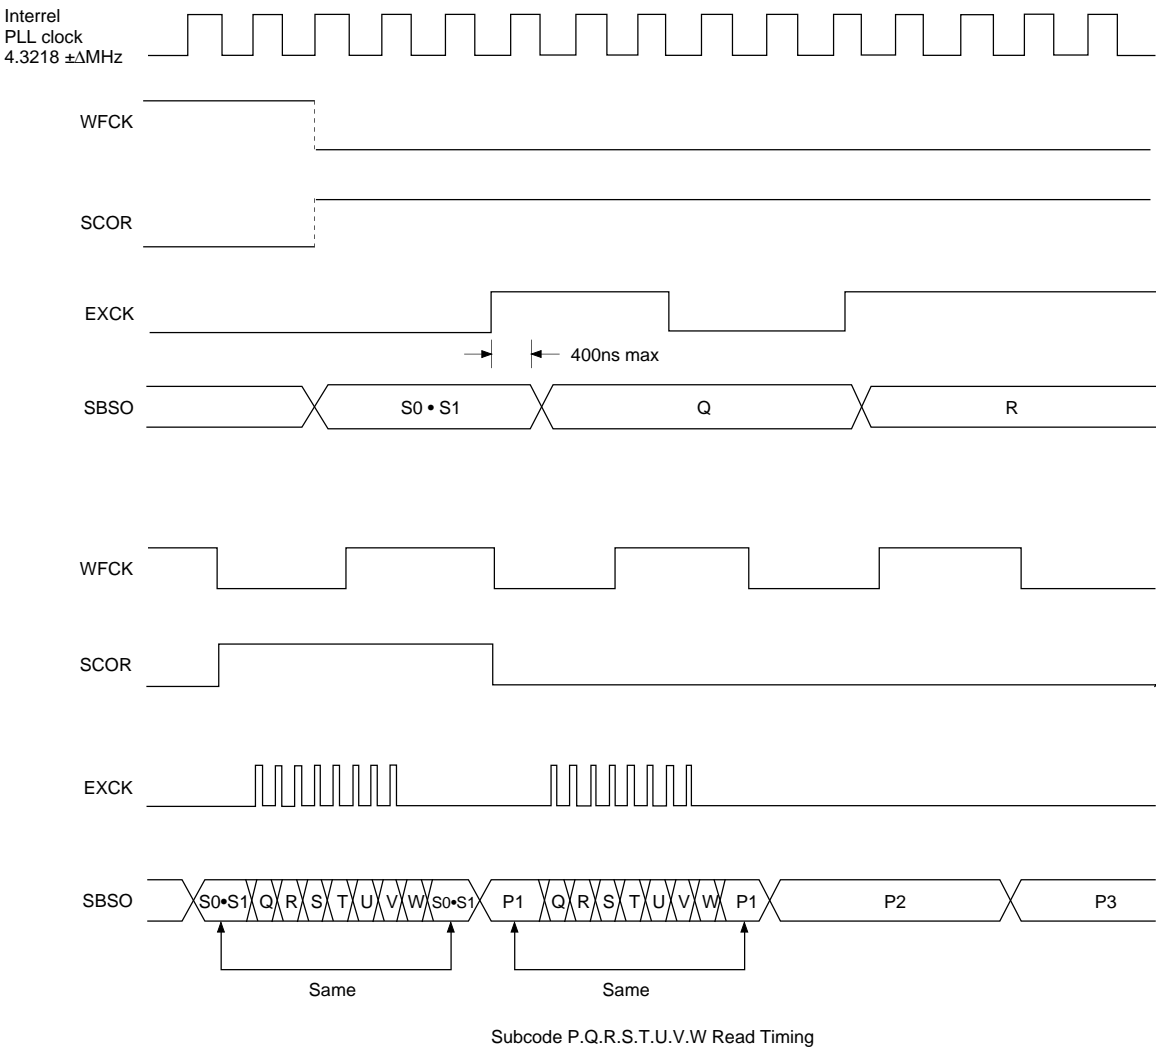 Interrel
PLL clock
4.3218 ±∆MHz
WFCK
SCOR
EXCK
400ns max
SBSO
S0 • S1
Q
R
WFCK
SCOR
EXCK
SBSO
S0•S1 Q R S T U V W S0•S1 P1 Q R S T U V W P1 P2 P3
Same
Same
Subcode P.Q.R.S.T.U.V.W Read Timing